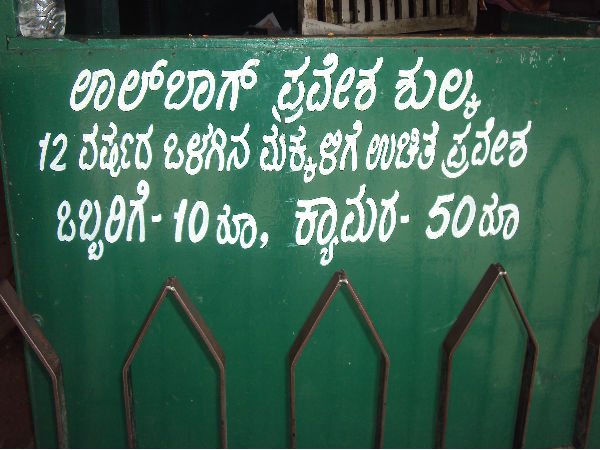 ಲಾಲ್‌ಬಾಗ್ ಪ್ರವೇಶ ಶುಲ್ಕ
12 ವರ್ಷದ ಒಳಗಿನ ಮಕ್ಕಳಿಗೆ ಉಚಿತ ಪ್ರವೇಶ
ಒಬ್ಬರಿಗೆ - 10 ರೂ, ಕ್ಯಾಮರ - 50 ರೂ